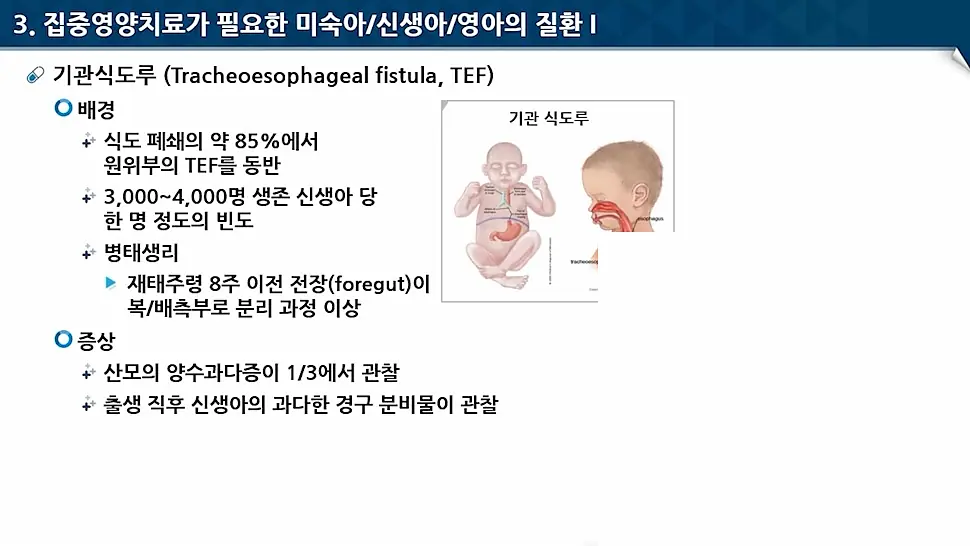 3. 집중영양치료가 필요한 미숙아/신생아/영아의 질환 I
기관식도루 (Tracheoesophageal fistula, TEF)
배경
식도 폐쇄의 약 85%에서
원위부의 TEF를 동반
3,000~4,000명 생존 신생아 당
한 명 정도의 빈도
병태생리
재태주령 8주 이전 전장(foregut)이
복/배측부로 분리 과정 이상
기관 식도루
esophagus
증상
산모의 양수과다증이 1/3에서 관찰
출생 직후 신생아의 과다한 경구 분비물이 관찰